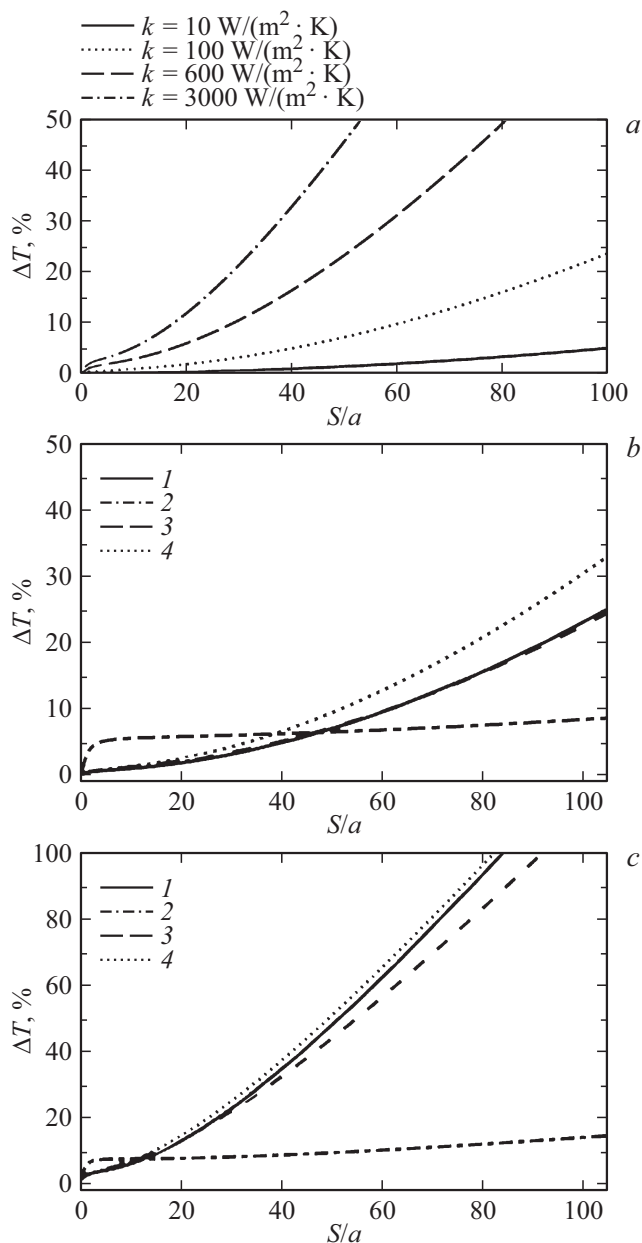 k = 10 W/(m² · K)
k = 100 W/(m² · K)
k = 600 W/(m² · K)
k = 3000 W/(m² · K)
a
50
40
30
20
10
0
ΔT, %
0 20 40 60 80 100
S/a
b
50
40
30
20
10
0
ΔT, %
1
2
3
4
0 20 40 60 80 100
S/a
c
100
80
60
40
20
0
ΔT, %
1
2
3
4
0 20 40 60 80 100
S/a